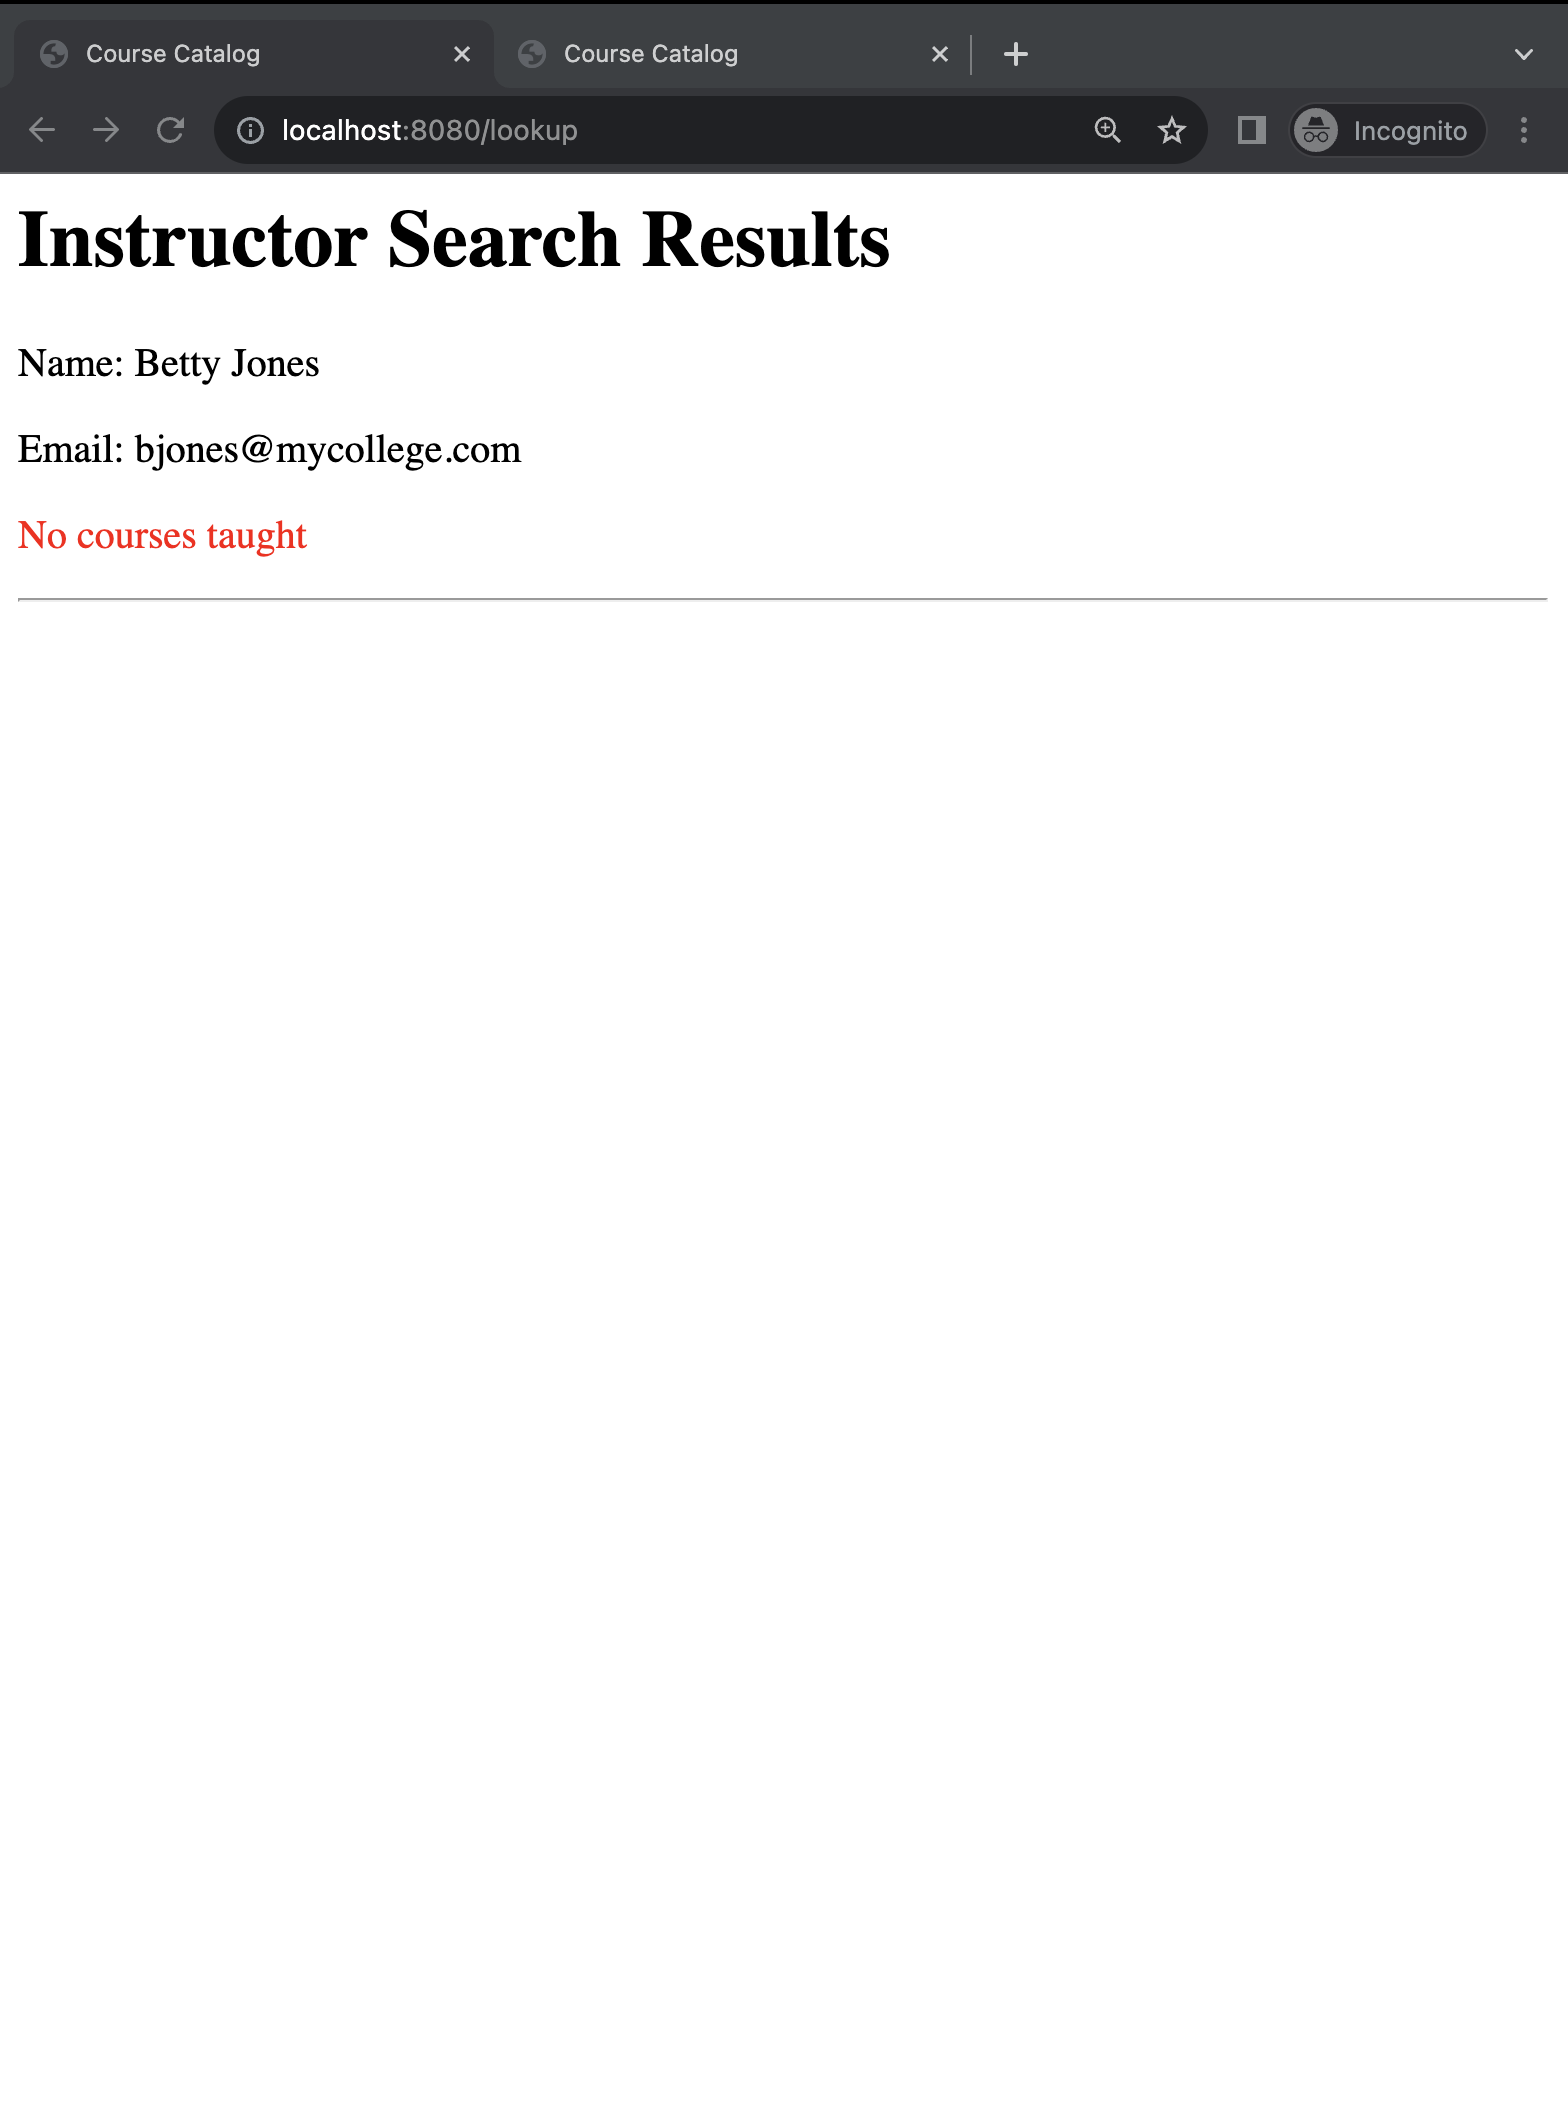 Course Catalog
Course Catalog
localhost:8080/lookup
Incognito
Instructor Search Results
Name: Betty Jones
Email: bjones@mycollege.com
No courses taught